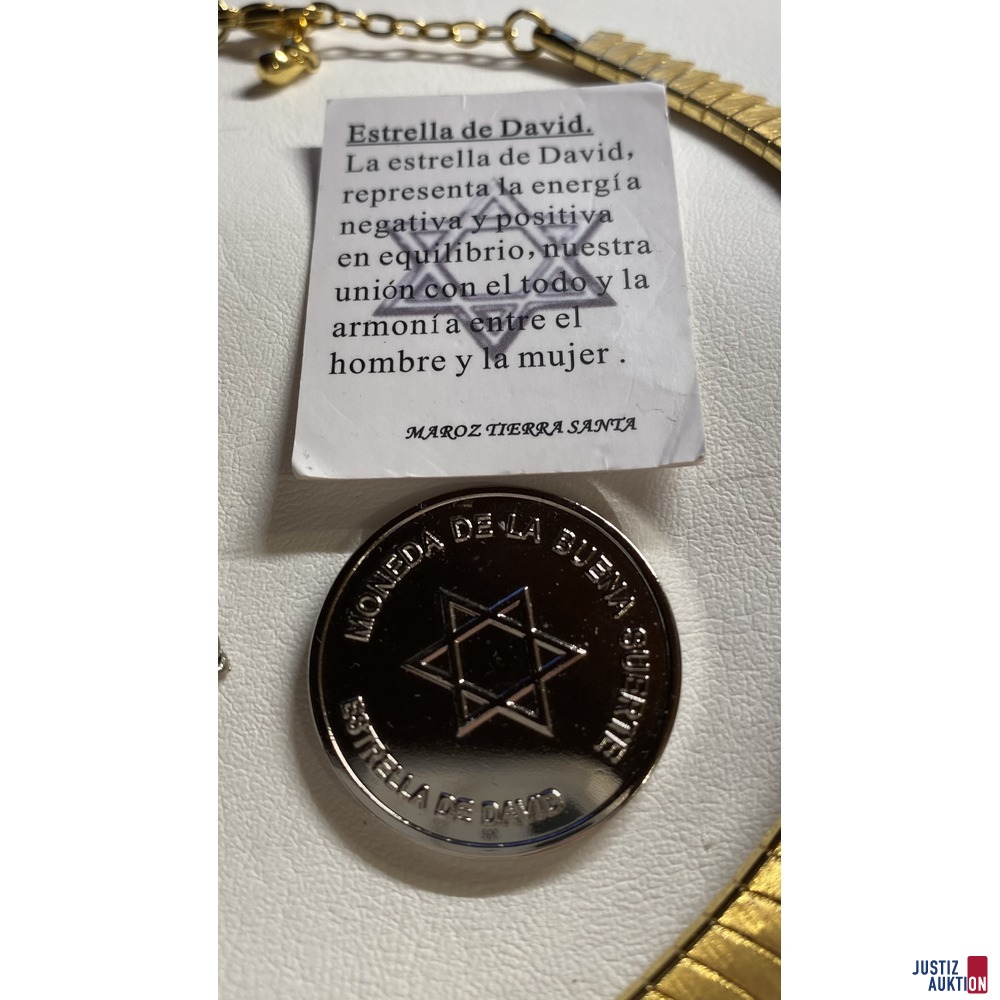 Estrella de David.
La estrella de David,
representa la energía
negativa y positiva
en equilibrio, nuestra
unión con el todo y la
armonía entre el
hombre y la mujer .
MAROZ TIERRA SANTA
MONEDA DE LA BUENA SUERTE
ESTRELLA DE DAVID
JUSTIZ
AUKTION